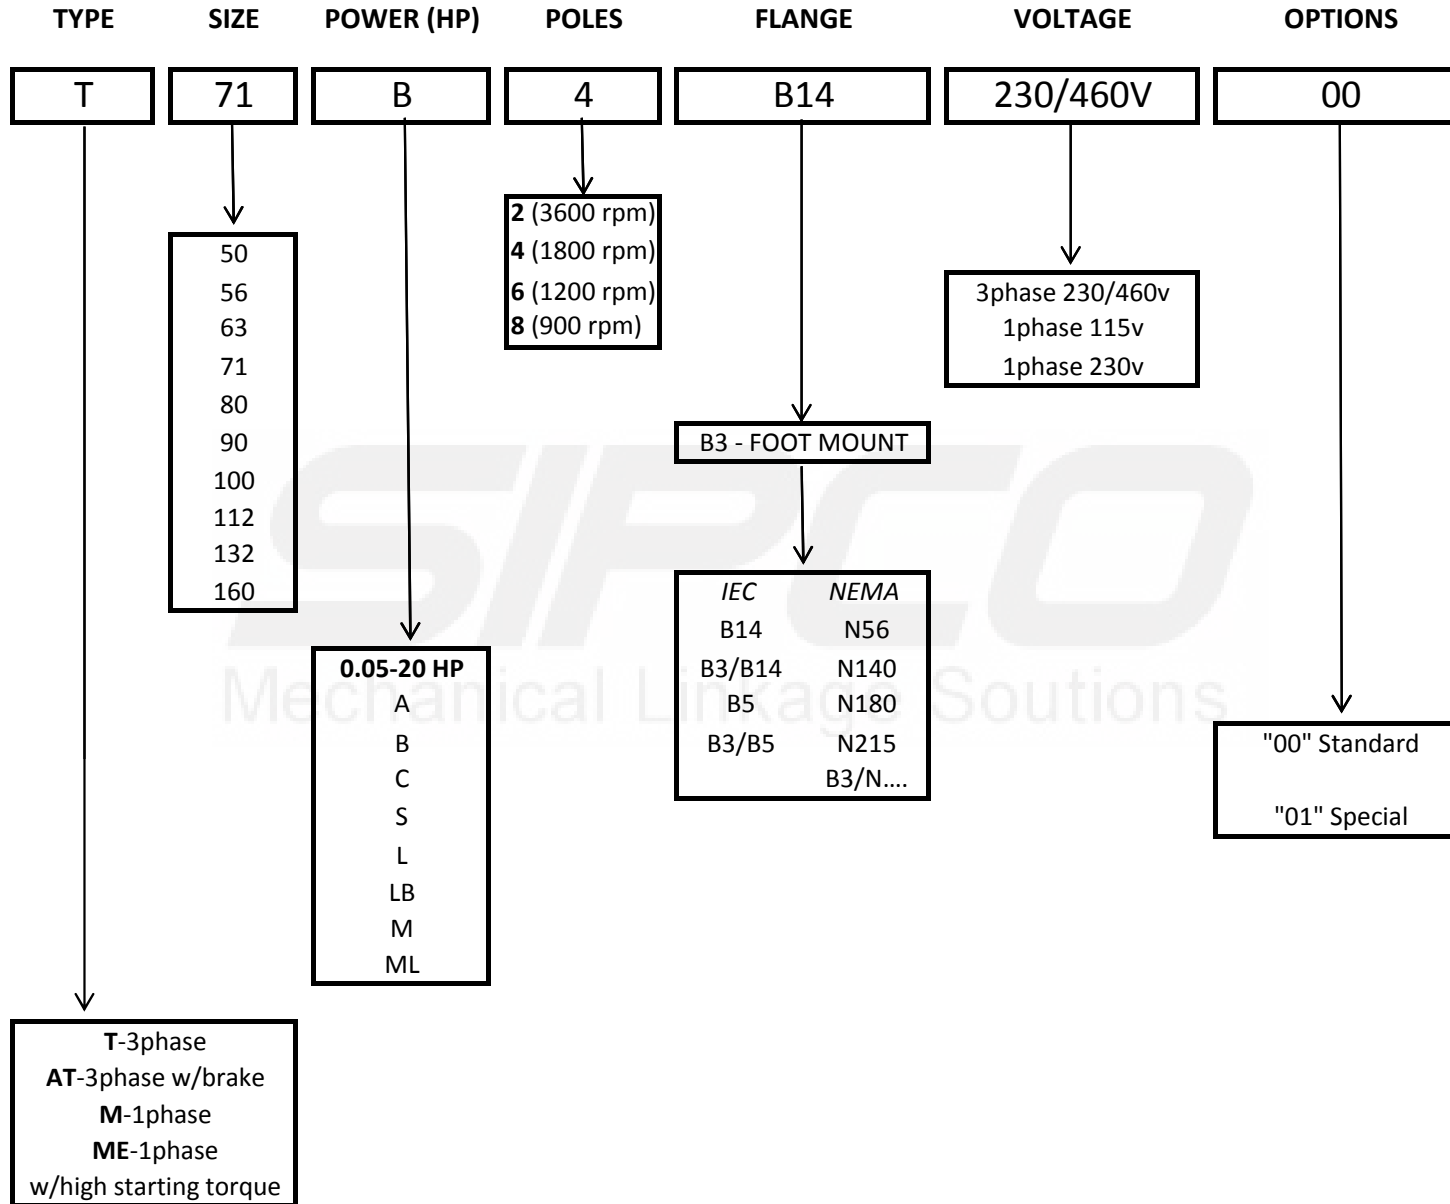 TYPE SIZE POWER (HP) POLES FLANGE VOLTAGE OPTIONS
T 71 B 4 B14 230/460V 00
2 (3600 rpm)
4 (1800 rpm)
6 (1200 rpm)
8 (900 rpm)
50
56
63
71
80
90
100
112
132
160
3phase 230/460v
1phase 115v
1phase 230v
B3 - FOOT MOUNT
SIPCO
Mechanical Linkage Soutions
IEC NEMA
B14 N56
B3/B14 N140
B5 N180
B3/B5 N215
B3/N....
0.05-20 HP
A
B
C
S
L
LB
M
ML
"00" Standard
"01" Special
T-3phase
AT-3phase w/brake
M-1phase
ME-1phase
w/high starting torque